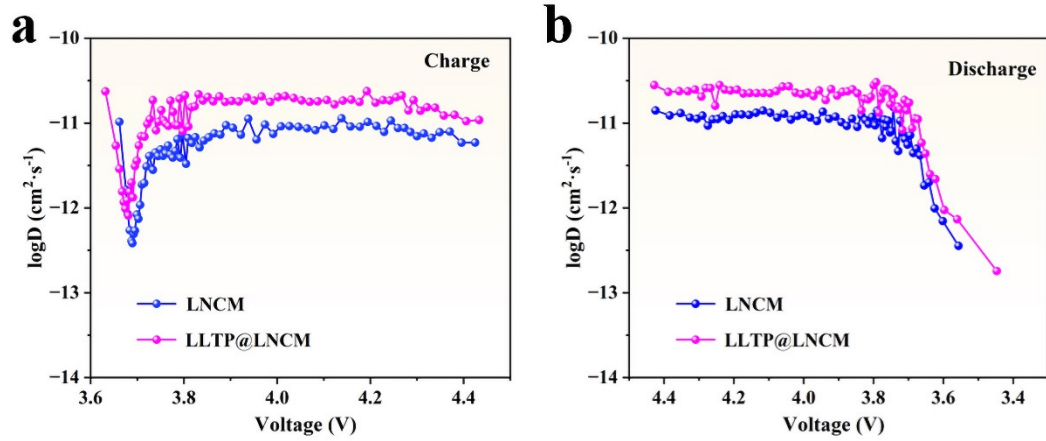 a
−10
−11
−12
−13
−14
logD (cm²·s⁻¹)
Charge
LNCM
LLTP@LNCM
3.6 3.8 4.0 4.2 4.4
Voltage (V)
b
−10
−11
−12
−13
−14
logD (cm²·s⁻¹)
Discharge
LNCM
LLTP@LNCM
4.4 4.2 4.0 3.8 3.6 3.4
Voltage (V)